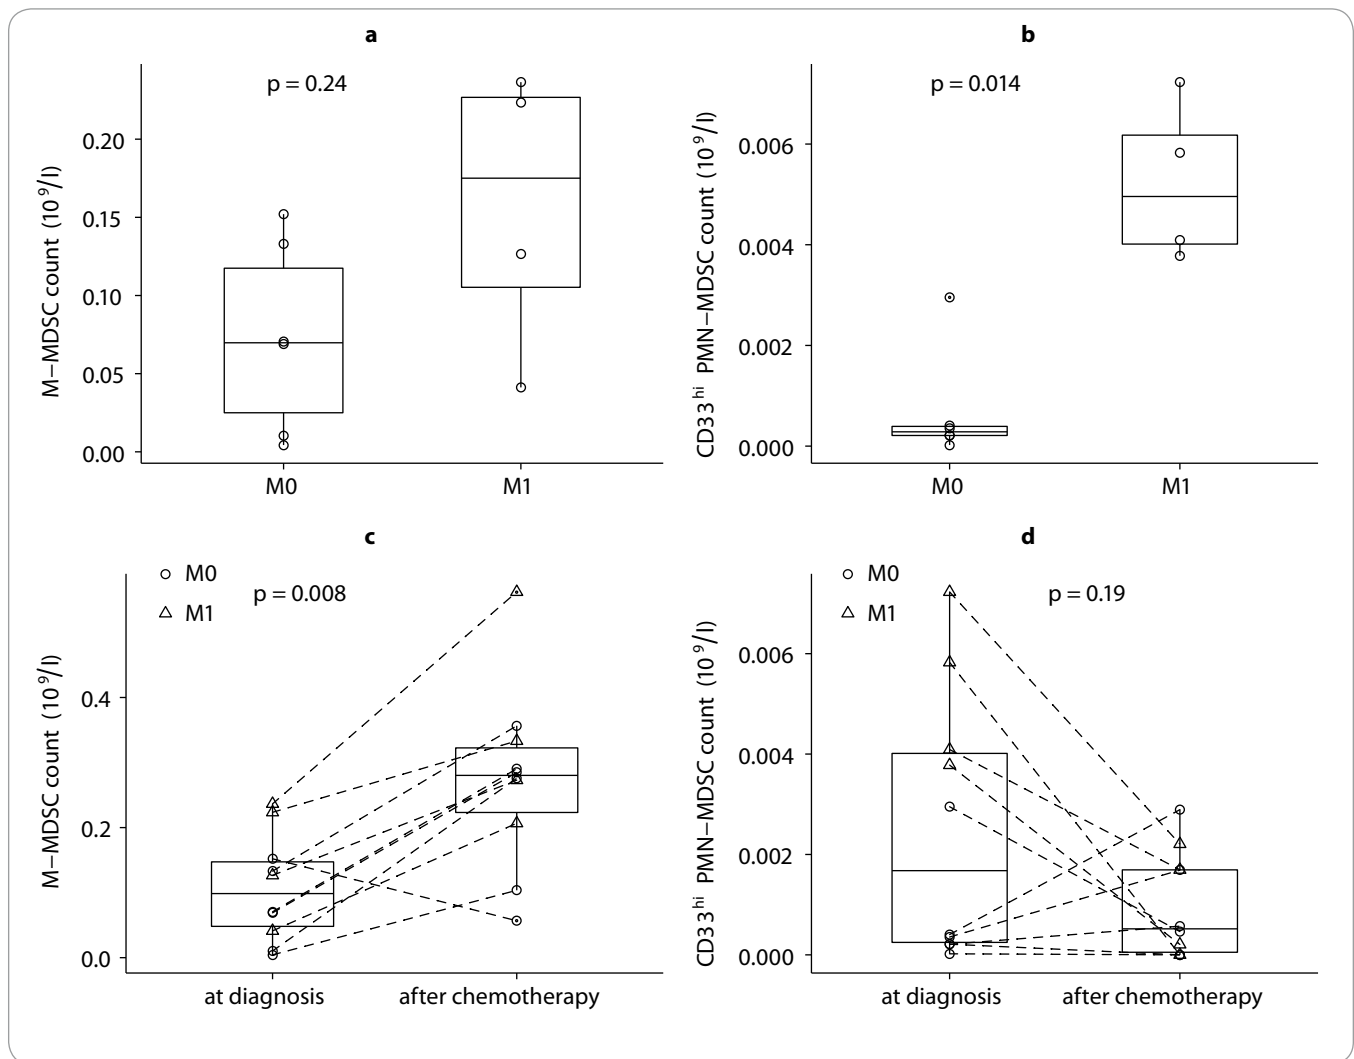 a
p = 0.24
M–MDSC count (10⁹/l)
0.20
0.15
0.10
0.05
0.00
M0 M1
b
p = 0.014
CD33ʰⁱ PMN–MDSC count (10⁹/l)
0.006
0.004
0.002
0.000
M0 M1
c
M0
M1
p = 0.008
M–MDSC count (10⁹/l)
0.4
0.2
0.0
at diagnosis after chemotherapy
d
M0
M1
p = 0.19
CD33ʰⁱ PMN–MDSC count (10⁹/l)
0.006
0.004
0.002
0.000
at diagnosis after chemotherapy